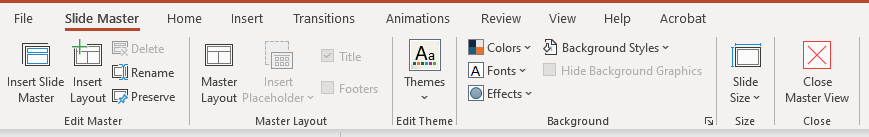 File Slide Master Home Insert Transitions Animations Review View Help Acrobat
Insert Slide Master
Insert Layout
Delete
Rename
Preserve
Edit Master
Master Layout
Insert Placeholder
Title
Footers
Master Layout
Aa
Themes
Edit Theme
Colors
A Fonts
Effects
Background Styles
Hide Background Graphics
Background
Slide Size
Size
Close Master View
Close